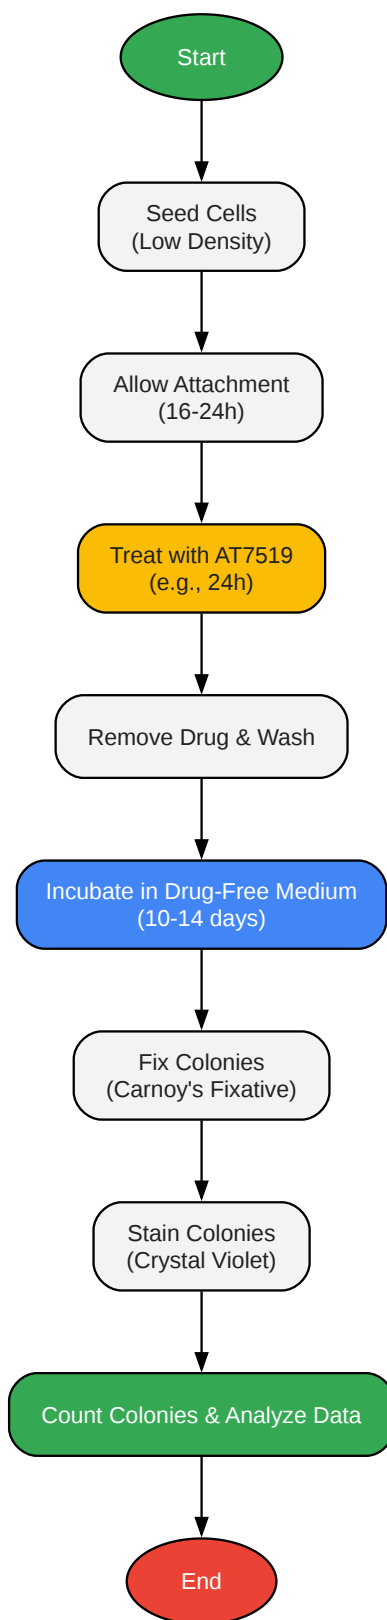 Start
Seed Cells
(Low Density)
Allow Attachment
(16-24h)
Treat with AT7519
(e.g., 24h)
Remove Drug & Wash
Incubate in Drug-Free Medium
(10-14 days)
Fix Colonies
(Carnoy's Fixative)
Stain Colonies
(Crystal Violet)
Count Colonies & Analyze Data
End